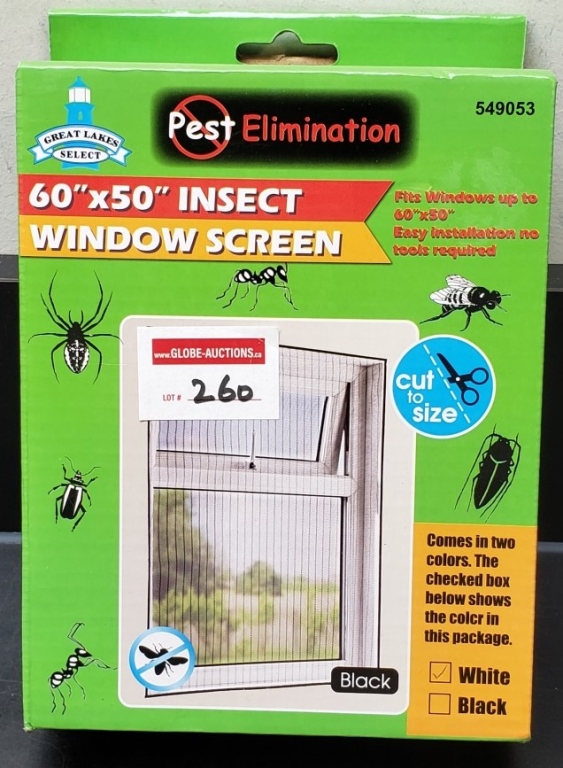 GREAT LAKES
SELECT
Pest Elimination
549053
60"x50" INSECT
WINDOW SCREEN
Fits Windows up to
60"x50"
Easy installation no
tools required
www.GLOBE-AUCTIONS.ca
LOT # 260
cut
to
size
Comes in two
colors. The
checked box
below shows
the colcr in
this package.
White
Black
Black